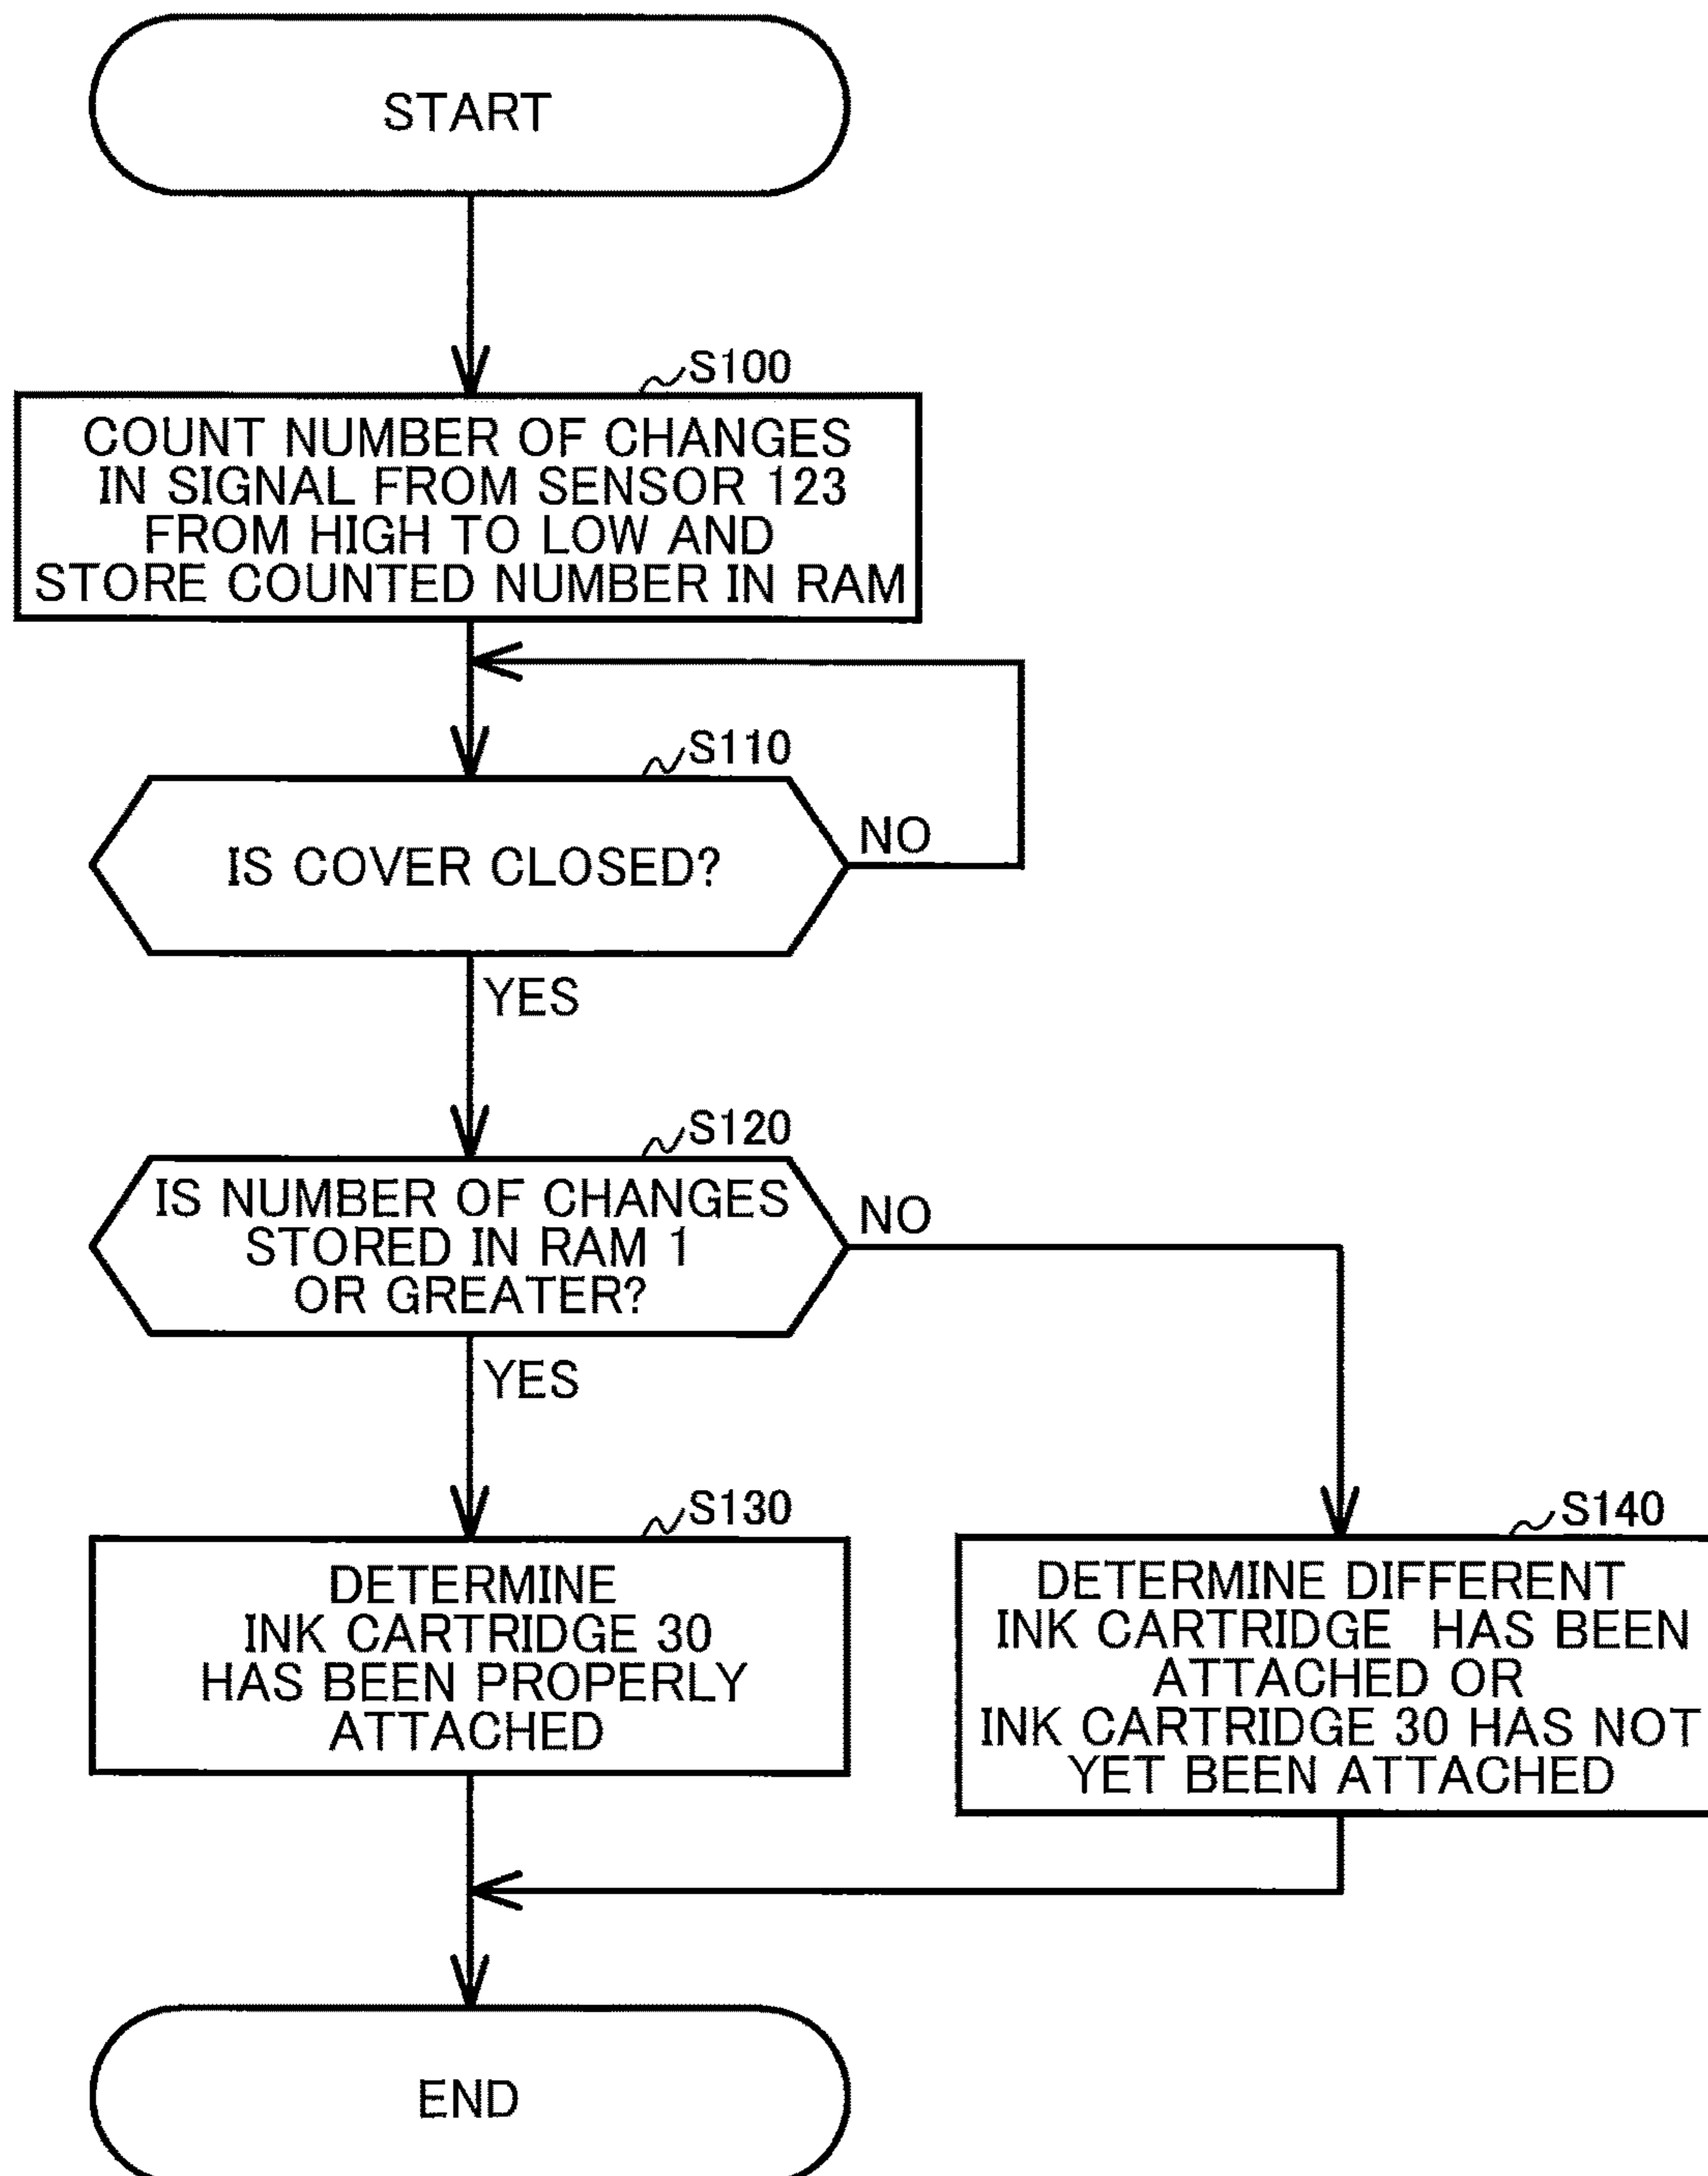 START
S100
COUNT NUMBER OF CHANGES
IN SIGNAL FROM SENSOR 123
FROM HIGH TO LOW AND
STORE COUNTED NUMBER IN RAM
S110
IS COVER CLOSED?
NO
YES
S120
IS NUMBER OF CHANGES
STORED IN RAM 1
OR GREATER?
NO
YES
S130
DETERMINE
INK CARTRIDGE 30
HAS BEEN PROPERLY
ATTACHED
S140
DETERMINE DIFFERENT
INK CARTRIDGE HAS BEEN
ATTACHED OR
INK CARTRIDGE 30 HAS NOT
YET BEEN ATTACHED
END